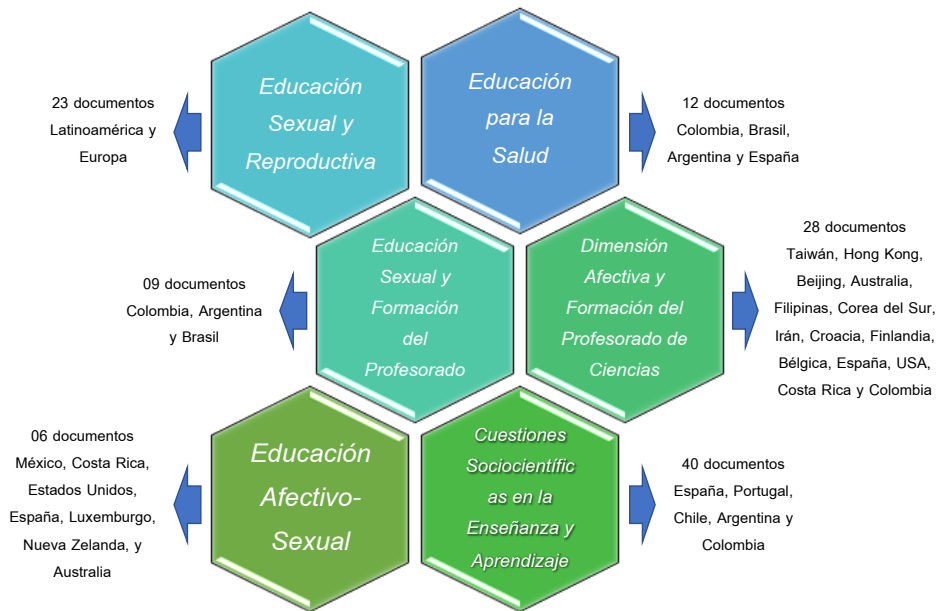 Educación
Sexual y
Reproductiva
23 documentos
Latinoamérica y
Europa
Educación
para la
Salud
12 documentos
Colombia, Brasil,
Argentina y España
Educación
Sexual y
Formación
del
Profesorado
09 documentos
Colombia, Argentina
y Brasil
Dimensión
Afectiva y
Formación del
Profesorado de
Ciencias
28 documentos
Taiwán, Hong Kong,
Beijing, Australia,
Filipinas, Corea del Sur,
Irán, Croacia, Finlandia,
Bélgica, España, USA,
Costa Rica y Colombia
Educación
Afectivo-
Sexual
06 documentos
México, Costa Rica,
Estados Unidos,
España, Luxemburgo,
Nueva Zelanda, y
Australia
Cuestiones
Sociocientífic
as en la
Enseñanza y
Aprendizaje
40 documentos
España, Portugal,
Chile, Argentina y
Colombia